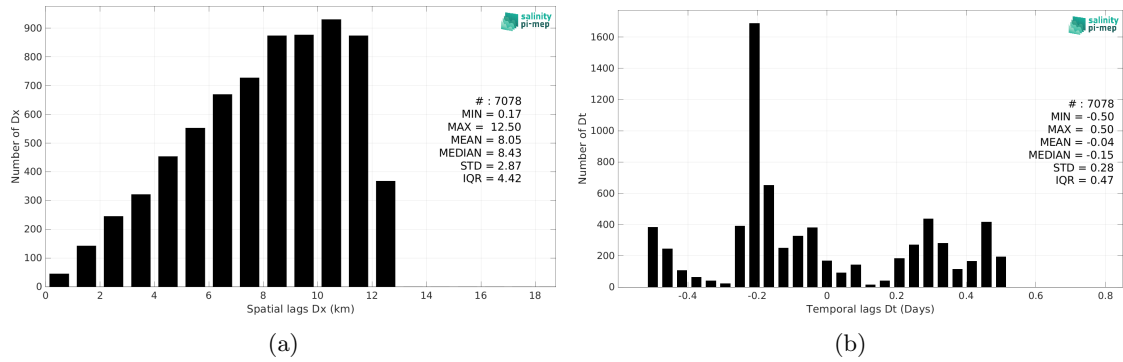 900
800
700
600
500
400
300
200
100
0
Number of Dx
0 2 4 6 8 10 12 14 16 18
Spatial lags Dx (km)
salinity
pi-mep
# : 7078
MIN = 0.17
MAX = 12.50
MEAN = 8.05
MEDIAN = 8.43
STD = 2.87
IQR = 4.42
(a)
1600
1400
1200
1000
800
600
400
200
0
Number of Dt
-0.4 -0.2 0 0.2 0.4 0.6 0.8
Temporal lags Dt (Days)
salinity
pi-mep
# : 7078
MIN = -0.50
MAX = 0.50
MEAN = -0.04
MEDIAN = -0.15
STD = 0.28
IQR = 0.47
(b)